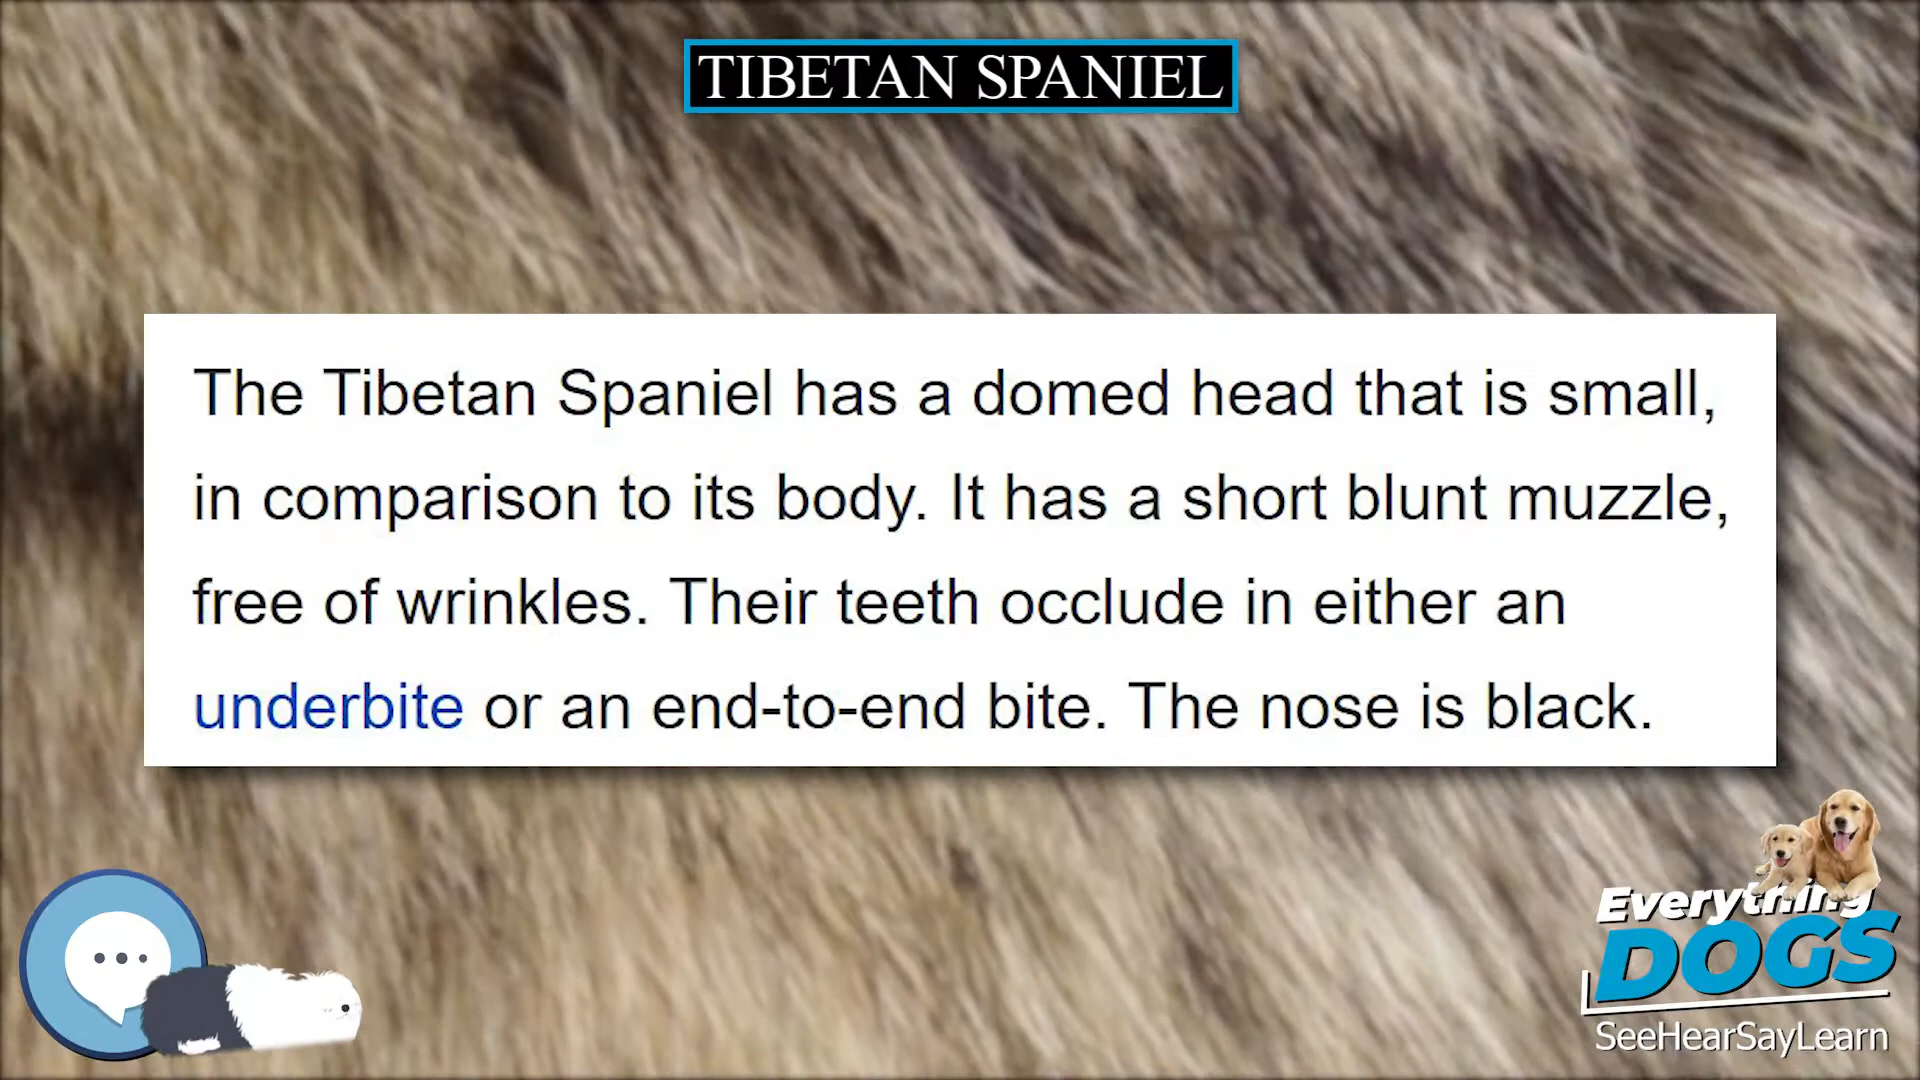 TIBETAN SPANIEL
The Tibetan Spaniel has a domed head that is small,
in comparison to its body. It has a short blunt muzzle,
free of wrinkles. Their teeth occlude in either an
underbite or an end-to-end bite. The nose is black.
Everything
DOGS
SeeHearSayLearn